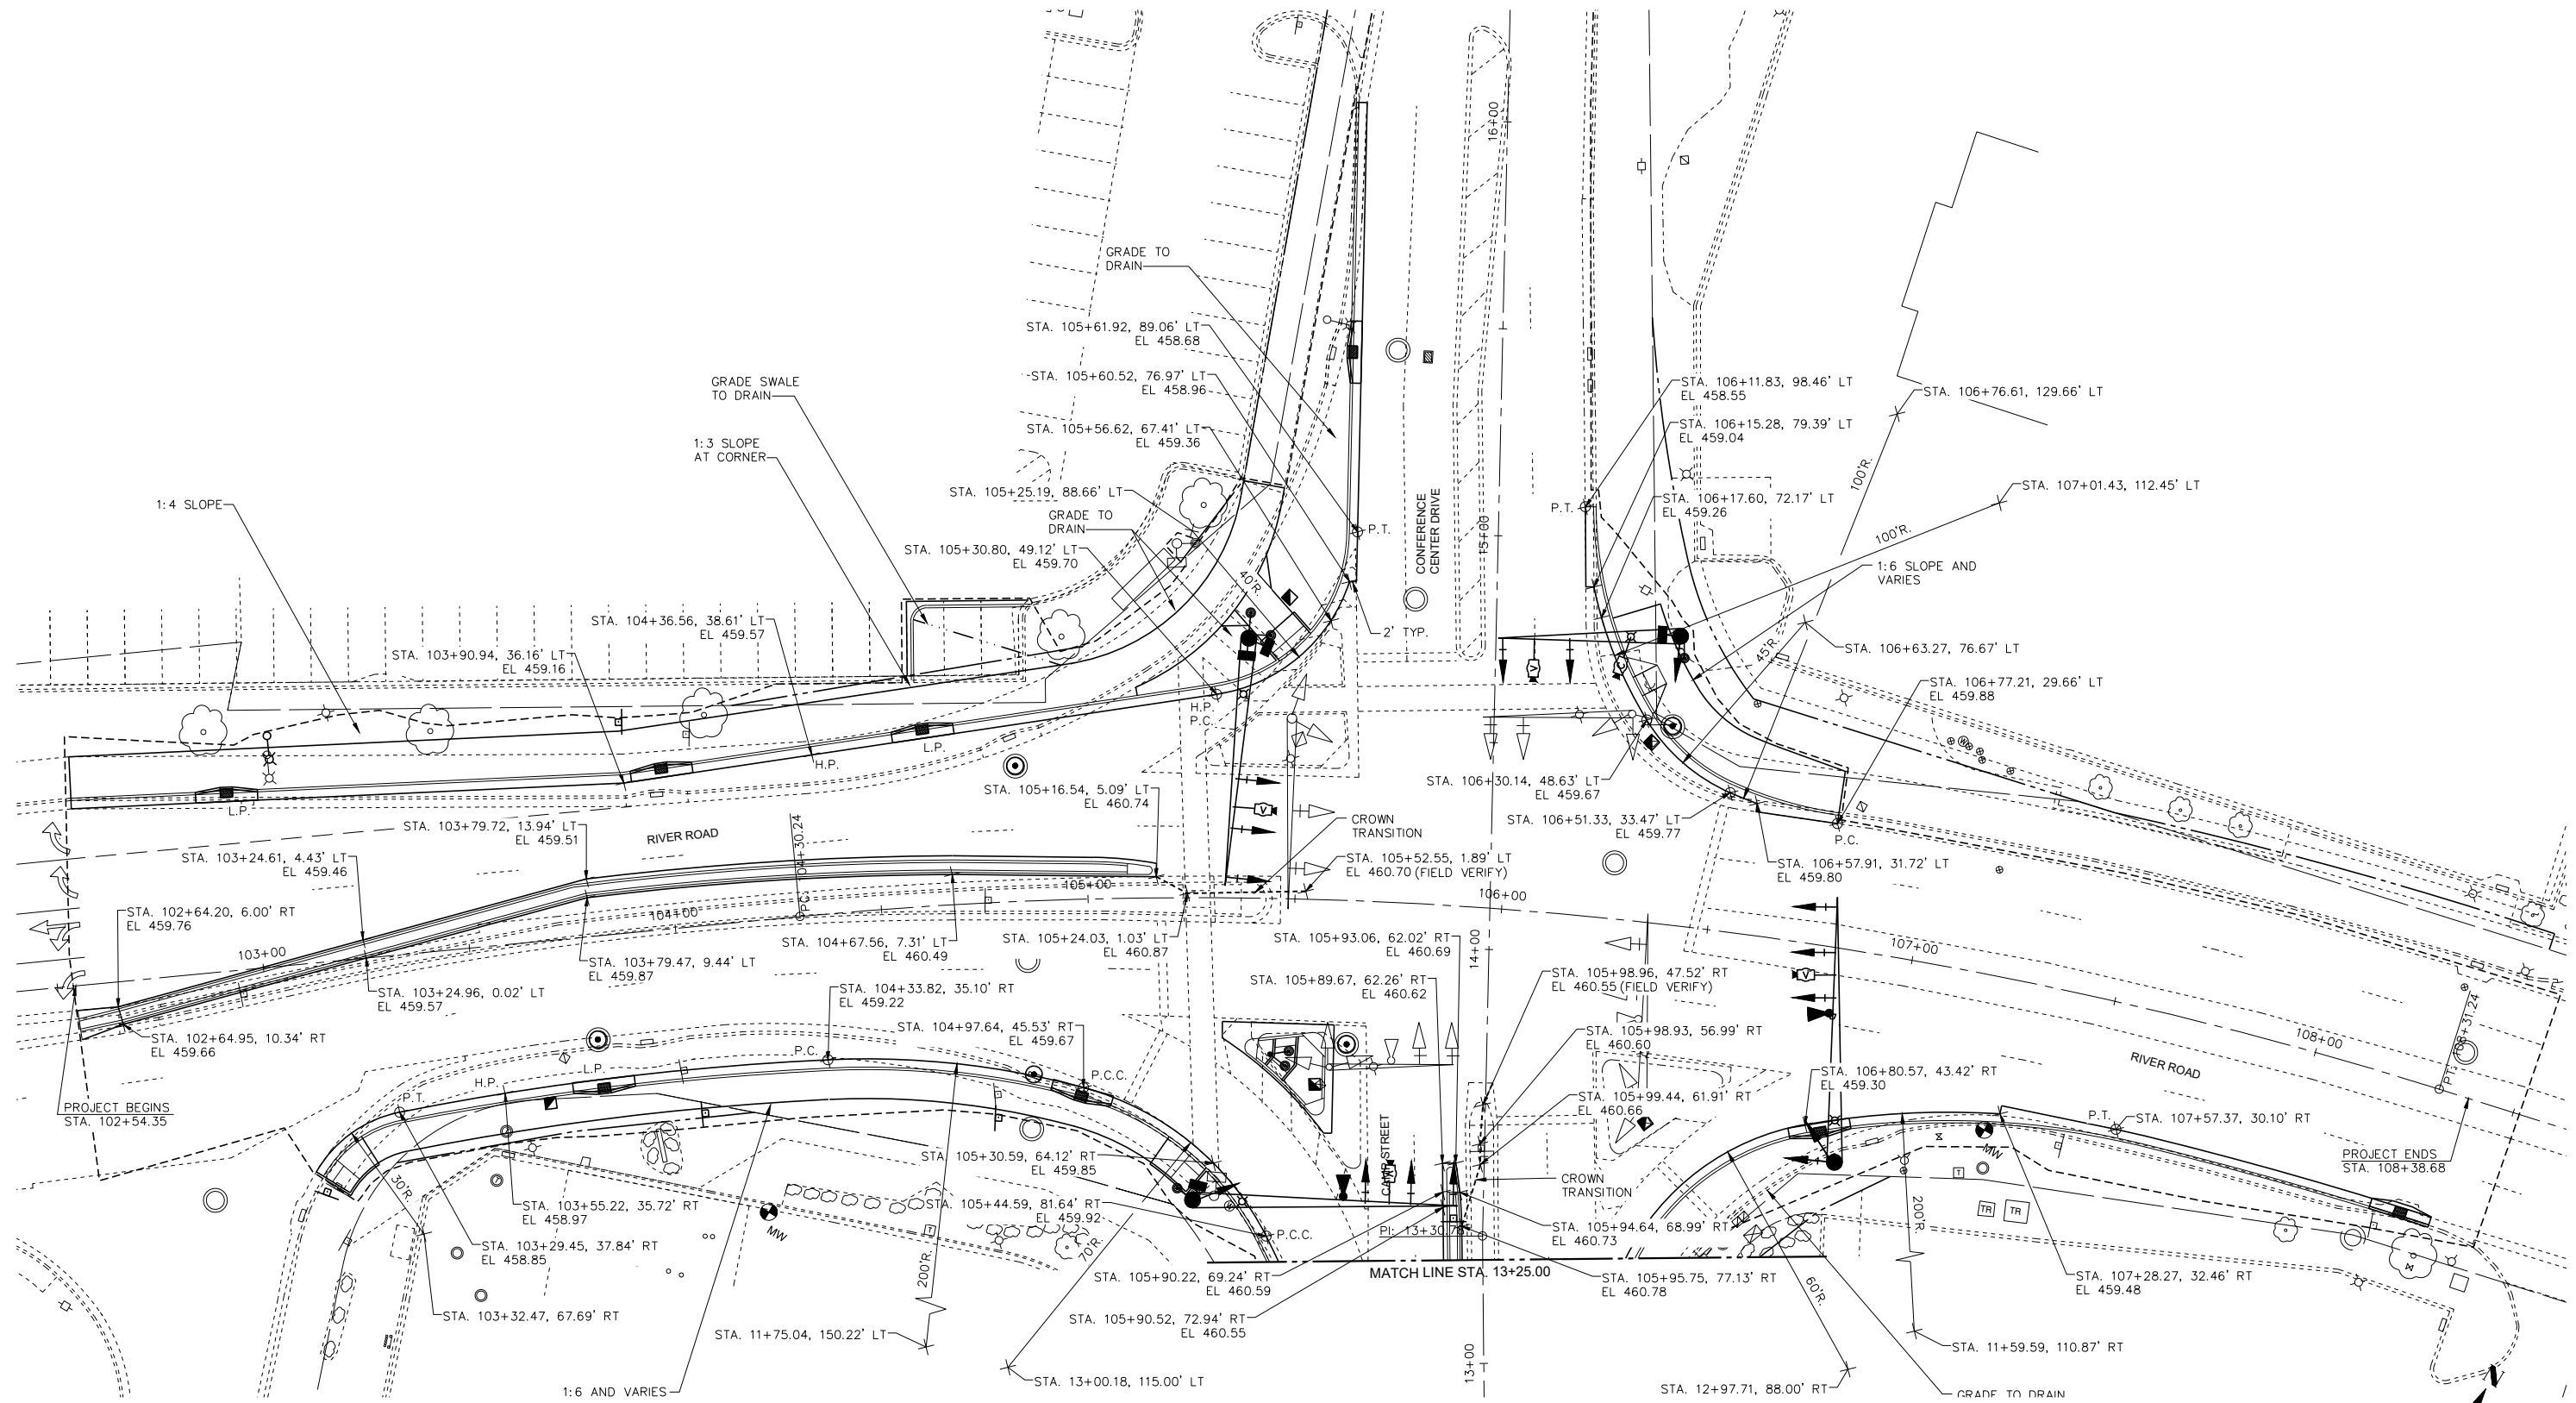 16+00
GRADE TO
DRAIN
STA. 105+61.92, 89.06' LT
EL 458.68
STA. 105+60.52, 76.97' LT
EL 458.96
STA. 105+56.62, 67.41' LT
EL 459.36
GRADE SWALE
TO DRAIN
1:3 SLOPE
AT CORNER
1:4 SLOPE
STA. 105+25.19, 88.66' LT
GRADE TO
DRAIN
STA. 105+30.80, 49.12' LT
EL 459.70
40'R.
P.T.
CONFERENCE
CENTER DRIVE
15+00
2' TYP.
STA. 106+11.83, 98.46' LT
EL 458.55
STA. 106+76.61, 129.66' LT
STA. 106+15.28, 79.39' LT
EL 459.04
100'R.
STA. 106+17.60, 72.17' LT
EL 459.26
STA. 107+01.43, 112.45' LT
P.T.
100'R.
1:6 SLOPE AND
VARIES
45'R.
STA. 106+63.27, 76.67' LT
STA. 106+77.21, 29.66' LT
EL 459.88
STA. 104+36.56, 38.61' LT
EL 459.57
STA. 103+90.94, 36.16' LT
EL 459.16
H.P.
P.C.
L.P.
H.P.
L.P.
V
V
W
STA. 106+30.14, 48.63' LT
EL 459.67
STA. 106+51.33, 33.47' LT
EL 459.77
P.C.
STA. 106+57.91, 31.72' LT
EL 459.80
STA. 105+16.54, 5.09' LT
EL 460.74
CROWN
TRANSITION
STA. 105+52.55, 1.89' LT
EL 460.70 (FIELD VERIFY)
RIVER ROAD
STA. 103+79.72, 13.94' LT
EL 459.51
P.C. 104+30.24
STA. 103+24.61, 4.43' LT
EL 459.46
STA. 102+64.20, 6.00' RT
EL 459.76
103+00
104+00
105+00
106+00
107+00
108+00
STA. 104+67.56, 7.31' LT
EL 460.49
STA. 105+24.03, 1.03' LT
EL 460.87
STA. 105+93.06, 62.02' RT
EL 460.69
14+00
STA. 103+79.47, 9.44' LT
EL 459.87
STA. 103+24.96, 0.02' LT
EL 459.57
STA. 104+33.82, 35.10' RT
EL 459.22
STA. 105+89.67, 62.26' RT
EL 460.62
STA. 105+98.96, 47.52' RT
EL 460.55 (FIELD VERIFY)
V
STA. 102+64.95, 10.34' RT
EL 459.66
STA. 104+97.64, 45.53' RT
EL 459.67
STA. 105+98.93, 56.99' RT
EL 460.60
P.T. 108+31.24
RIVER ROAD
P.C.
L.P.
H.P.
P.T.
P.C.C.
STA. 106+80.57, 43.42' RT
EL 459.30
STA. 105+99.44, 61.91' RT
EL 460.66
P.T.
STA. 107+57.37, 30.10' RT
PROJECT BEGINS
STA. 102+54.35
PROJECT ENDS
STA. 108+38.68
CAMP STREET
MW
STA. 105+30.59, 64.12' RT
EL 459.85
CROWN
TRANSITION
30'R.
STA. 103+55.22, 35.72' RT
EL 458.97
MW
STA. 105+44.59, 81.64' RT
EL 459.92
P.C.C.
STA. 105+94.64, 68.99' RT
EL 460.73
TR
TR
T
T
STA. 103+29.45, 37.84' RT
EL 458.85
200'R.
70'R.
STA. 105+90.22, 69.24' RT
EL 460.59
MATCH LINE STA. 13+25.00
STA. 105+95.75, 77.13' RT
EL 460.78
60'R.
200'R.
STA. 107+28.27, 32.46' RT
EL 459.48
STA. 103+32.47, 67.69' RT
STA. 11+75.04, 150.22' LT
STA. 105+90.52, 72.94' RT
EL 460.55
STA. 11+59.59, 110.87' RT
13+00
STA. 13+00.18, 115.00' LT
STA. 12+97.71, 88.00' RT
1:6 AND VARIES
GRADE TO DRAIN